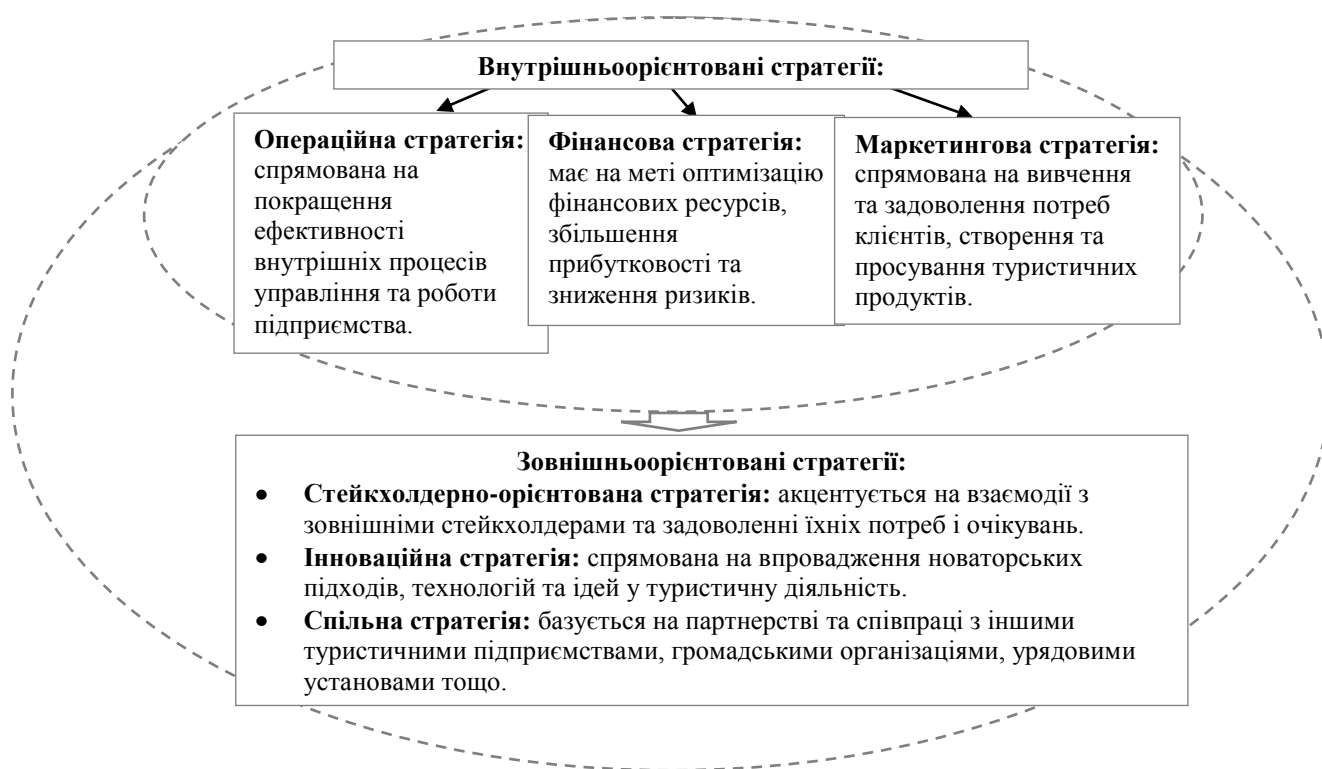 Внутрішньоорієнтовані стратегії:
Операційна стратегія:
спрямована на
покращення
ефективності
внутрішніх процесів
управління та роботи
підприємства.
Фінансова стратегія:
має на меті оптимізацію
фінансових ресурсів,
збільшення
прибутковості та
зниження ризиків.
Маркетингова стратегія:
спрямована на вивчення
та задоволення потреб
клієнтів, створення та
просування туристичних
продуктів.
Зовнішньоорієнтовані стратегії:
● Стейкхолдерно-орієнтована стратегія: акцентується на взаємодії з
зовнішніми стейкхолдерами та задоволенні їхніх потреб і очікувань.
● Інноваційна стратегія: спрямована на впровадження новаторських
підходів, технологій та ідей у туристичну діяльність.
● Спільна стратегія: базується на партнерстві та співпраці з іншими
туристичними підприємствами, громадськими організаціями, урядовими
установами тощо.